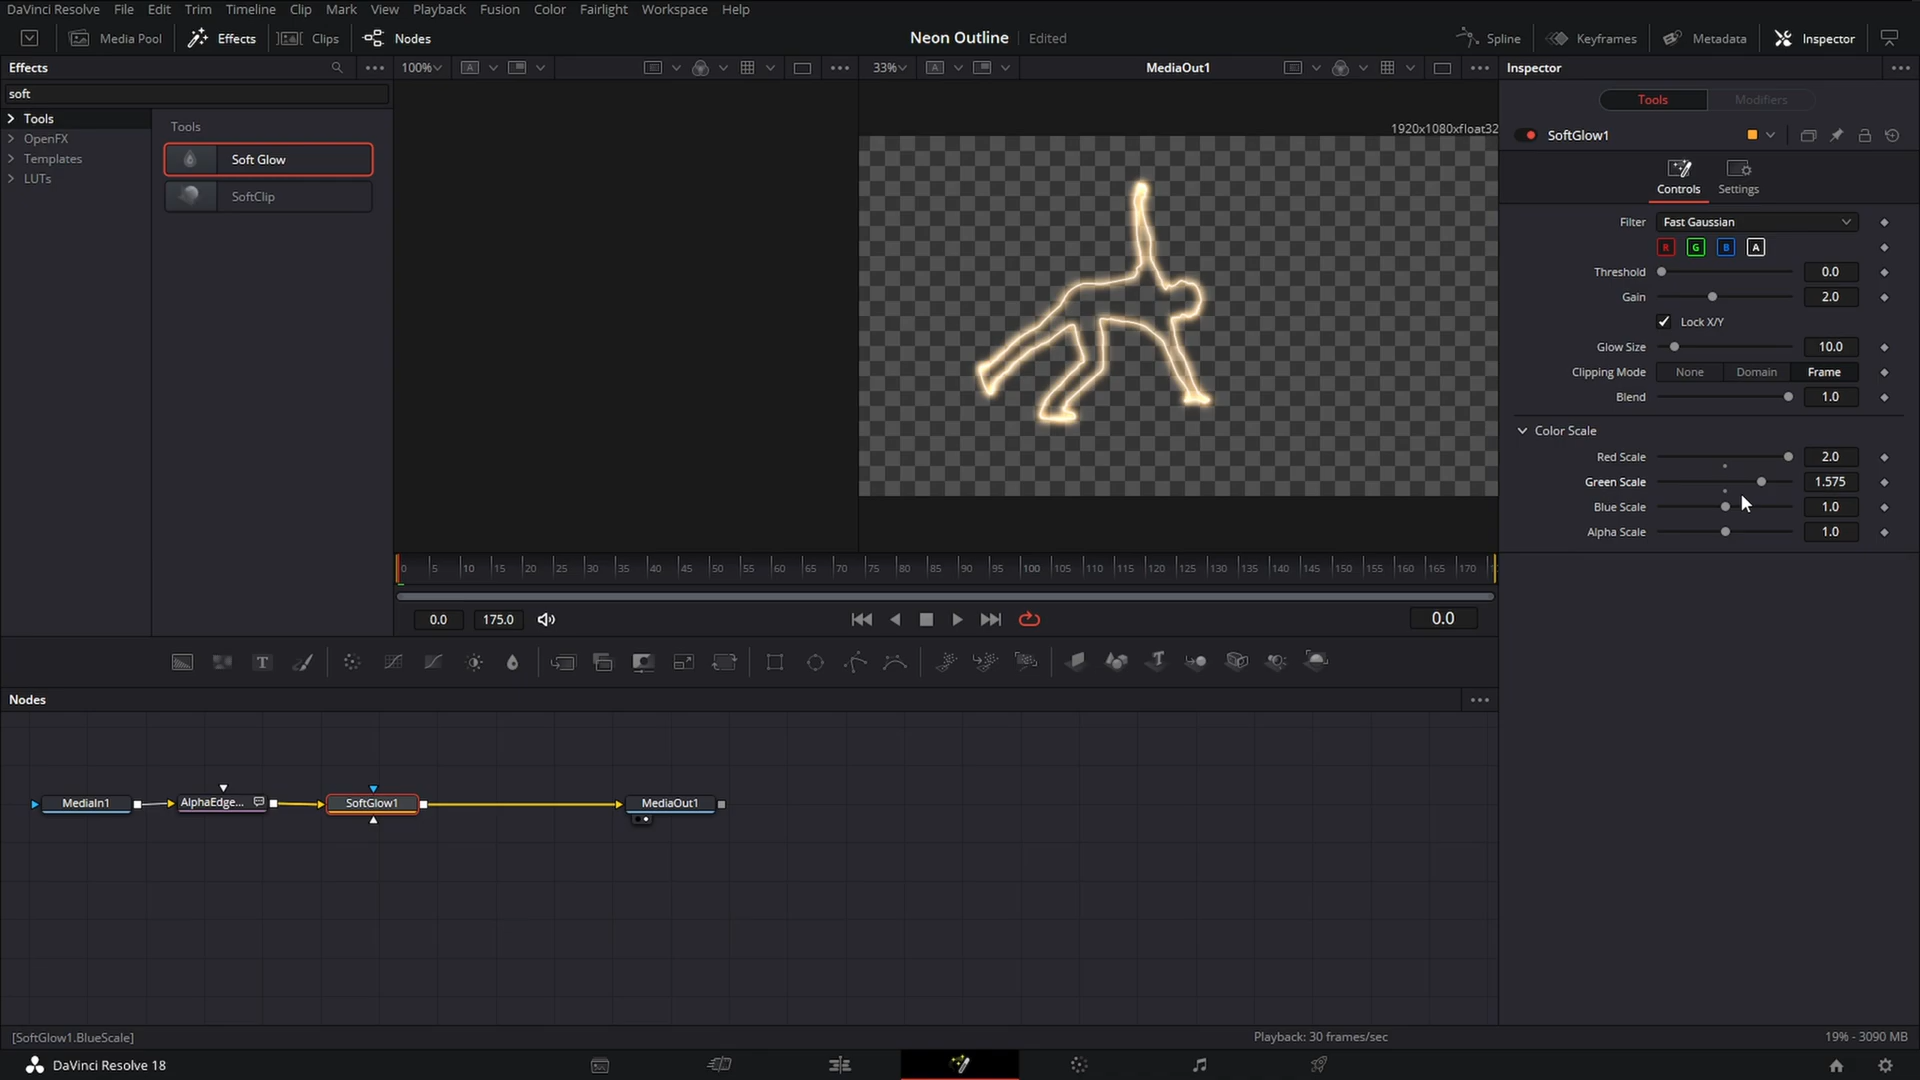 DaVinci Resolve File Edit Trim Timeline Clip Mark View Playback Fusion Color Fairlight Workspace Help
Media Pool Effects Clips Nodes Neon Outline Edited Spline Keyframes Metadata Inspector
Effects 100% A 33% A MediaOut1 Inspector
soft
Tools Modifiers
Tools
Tools
OpenFX
Templates
LUTs
Soft Glow
SoftClip
1920x1080xfloat32
SoftGlow1
Controls Settings
Filter Fast Gaussian
R G B A
Threshold 0.0
Gain 2.0
Lock X/Y
Glow Size 10.0
Clipping Mode None Domain Frame
Blend 1.0
Color Scale
Red Scale 2.0
Green Scale 1.575
Blue Scale 1.0
Alpha Scale 1.0
0 5 10 15 20 25 30 35 40 45 50 55 60 65 70 75 80 85 90 95 100 105 110 115 120 125 130 135 140 145 150 155 160 165 170
0.0 175.0 0.0
T T
Nodes
MediaIn1 AlphaEdge... SoftGlow1 MediaOut1
[SoftGlow1.BlueScale] Playback: 30 frames/sec 19% - 3090 MB
DaVinci Resolve 18